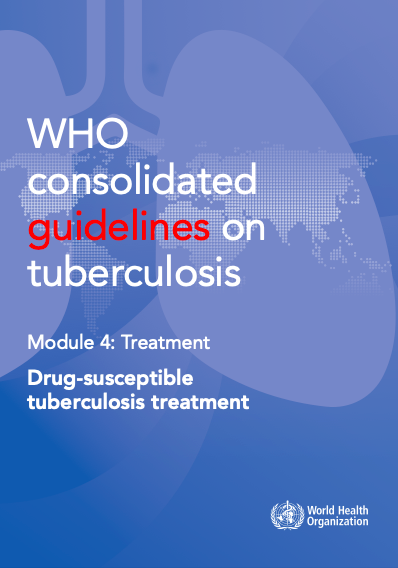 WHO
consolidated
guidelines on
tuberculosis
Module 4: Treatment
Drug-susceptible
tuberculosis treatment
World Health
Organization